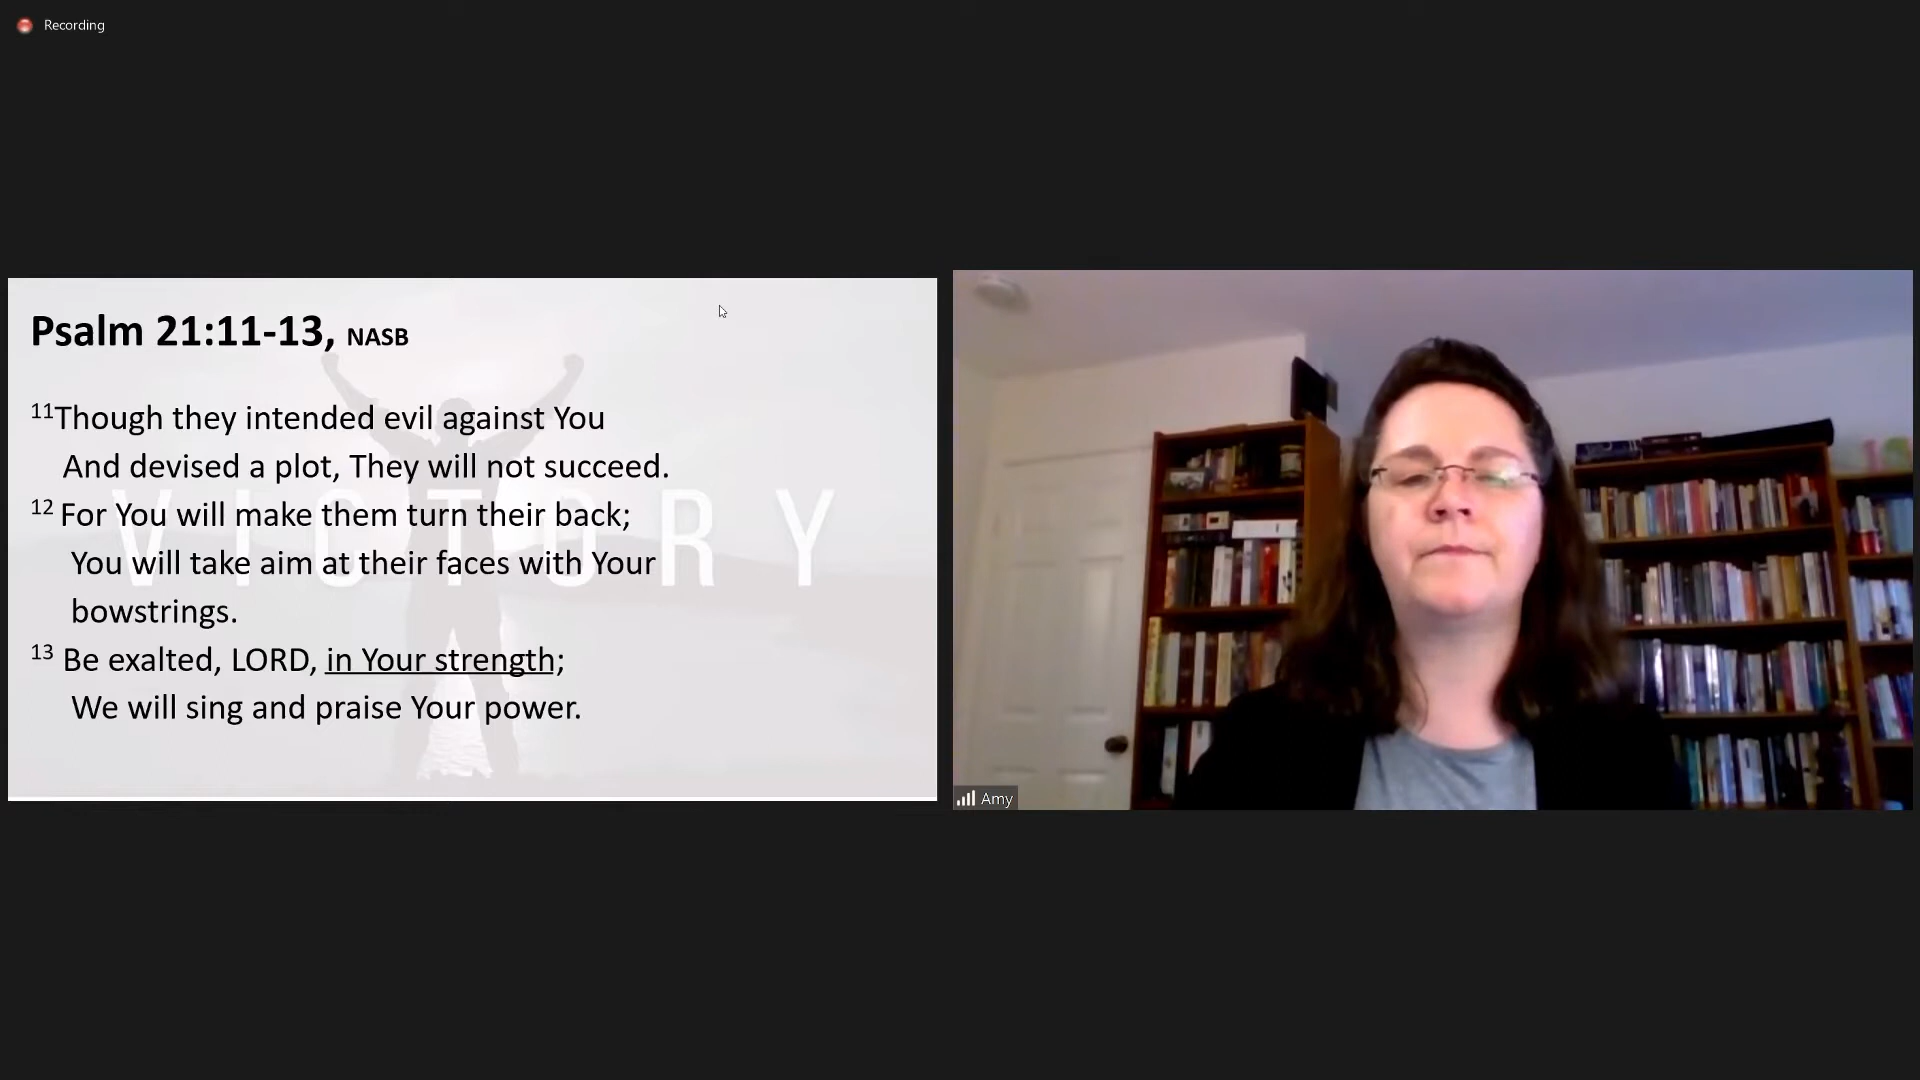 Recording
Psalm 21:11-13, NASB
11Though they intended evil against You
And devised a plot, They will not succeed.
12 For You will make them turn their back;
You will take aim at their faces with Your
bowstrings.
13 Be exalted, LORD, in Your strength;
We will sing and praise Your power.
VICTORY
Amy